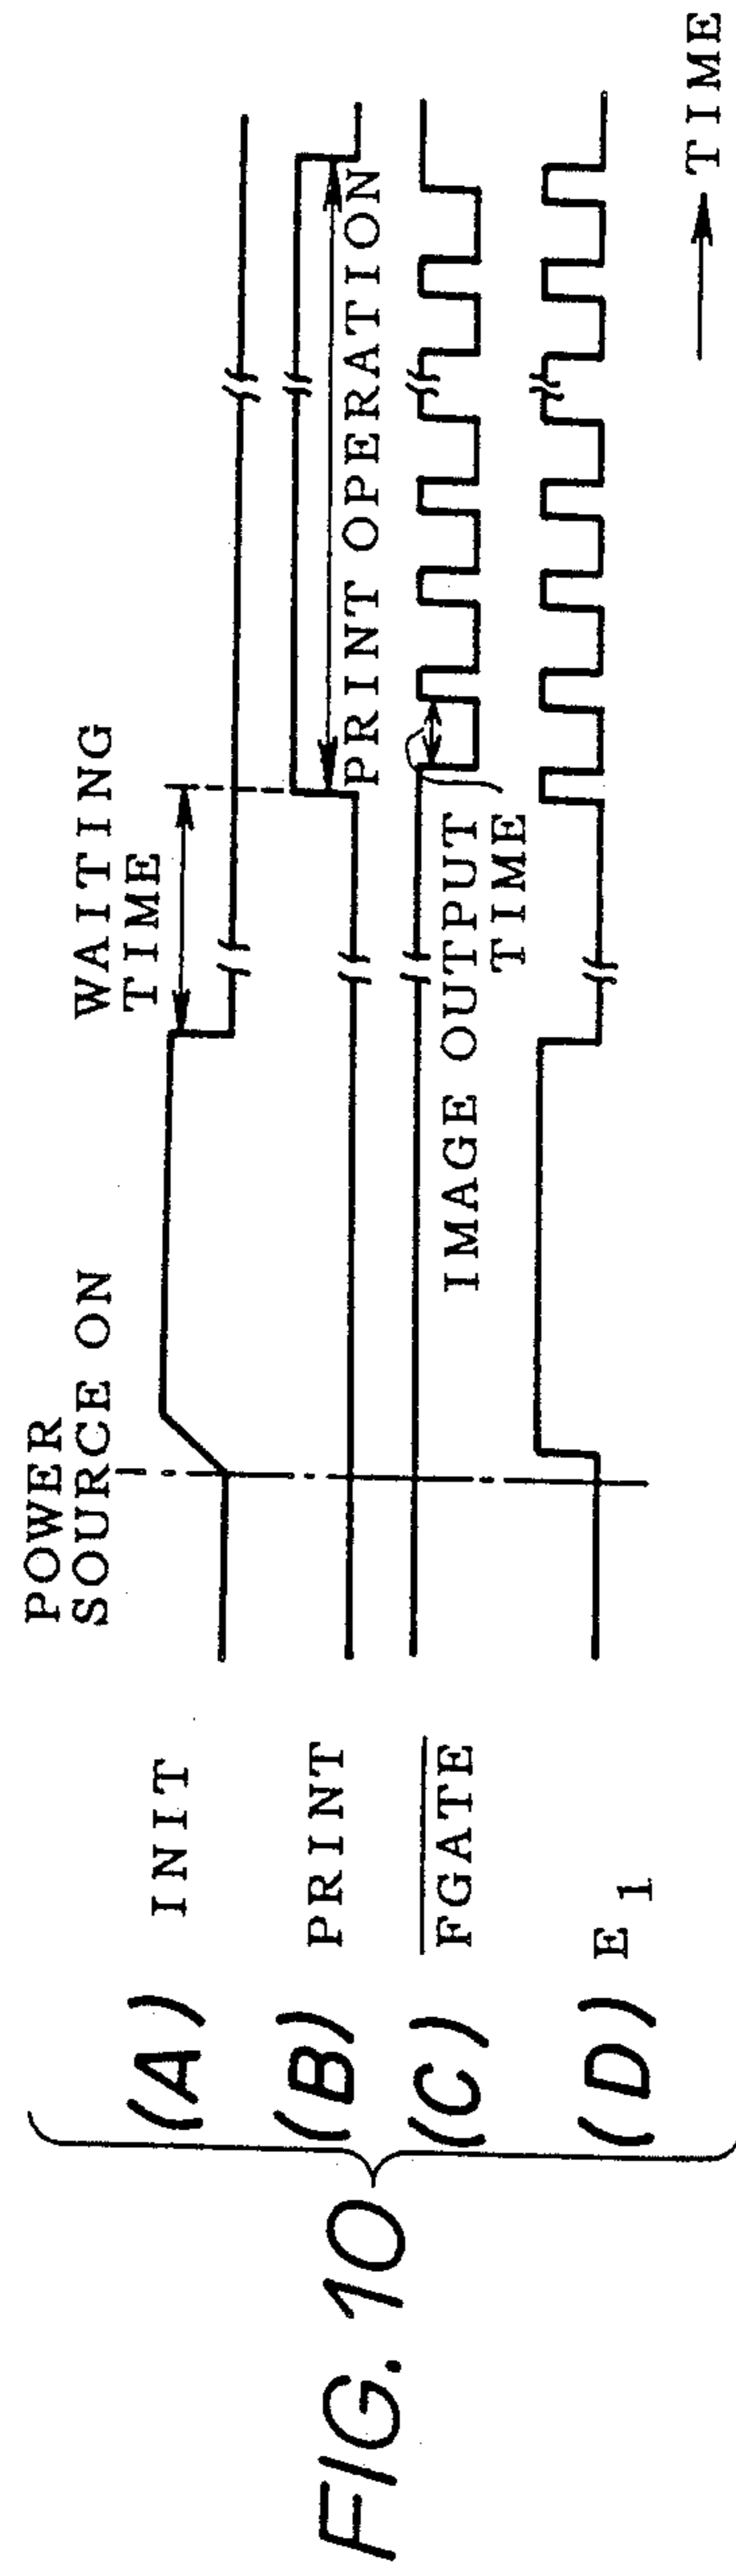 FIG. 10
(A) INIT
(B) PRINT
(C) FGATE
(D) E1
POWER
SOURCE ON
WAITING
TIME
PRINT OPERATION
IMAGE OUTPUT
TIME
TIME